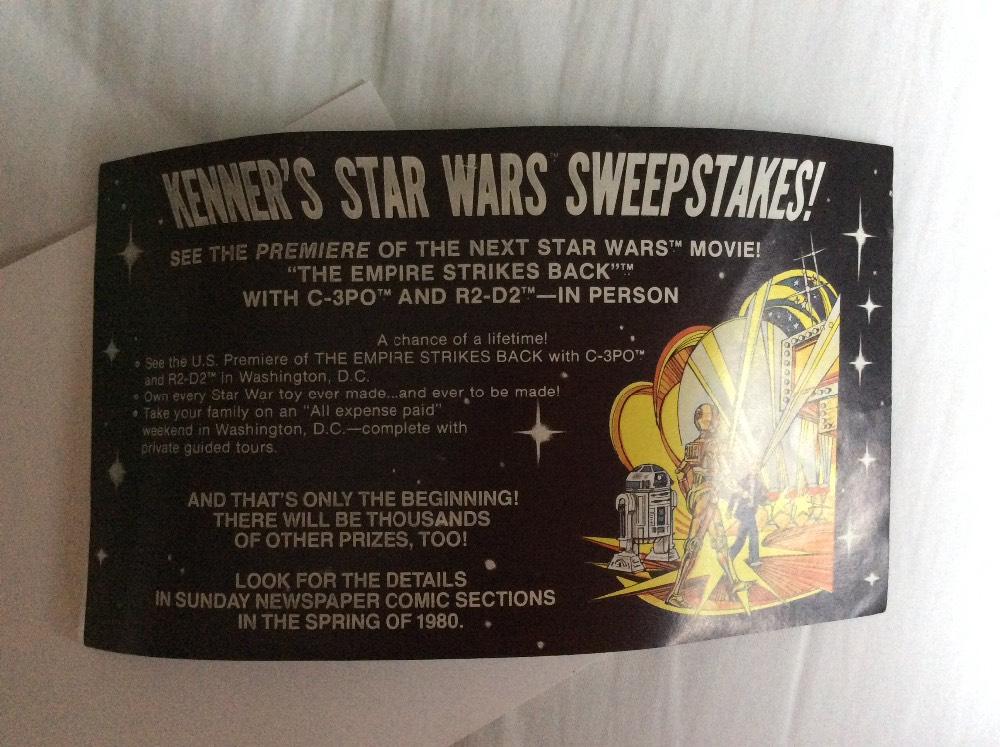 KENNER'S STAR WARS™ SWEEPSTAKES!
SEE THE PREMIERE OF THE NEXT STAR WARS™ MOVIE!
"THE EMPIRE STRIKES BACK"™
WITH C-3PO™ AND R2-D2™—IN PERSON
A chance of a lifetime!
• See the U.S. Premiere of THE EMPIRE STRIKES BACK with C-3PO™
and R2-D2™ in Washington, D.C.
• Own every Star War toy ever made...and ever to be made!
• Take your family on an "All expense paid"
weekend in Washington, D.C.—complete with
private guided tours.
AND THAT'S ONLY THE BEGINNING!
THERE WILL BE THOUSANDS
OF OTHER PRIZES, TOO!
LOOK FOR THE DETAILS
IN SUNDAY NEWSPAPER COMIC SECTIONS
IN THE SPRING OF 1980.